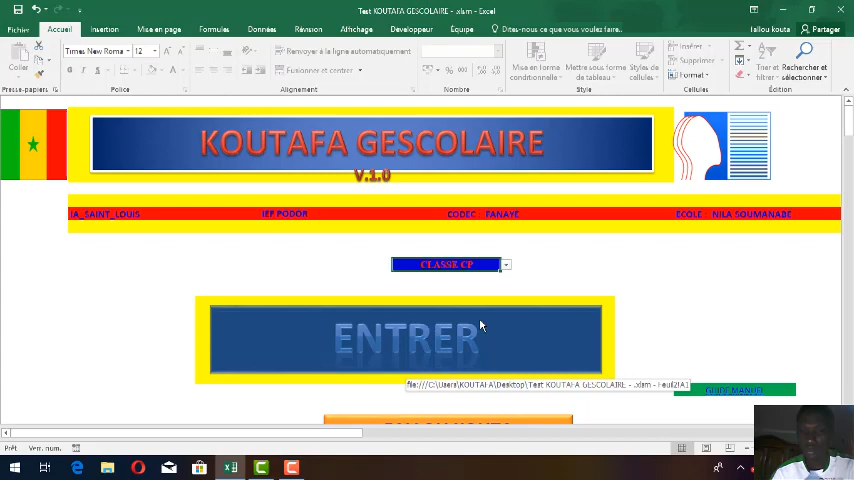 Test KOUTAFA GESCOLAIRE - .xlsm - Excel
Iallou kouta
Fichier Accueil Insertion Mise en page Formules Données Révision Affichage Développeur Équipe Dites-nous ce que vous voulez faire.. Partager
Times New Roma 12
Renvoyer à la ligne automatiquement
Insérer
Coller
G I S
Fusionner et centrer
% 000
Mise en forme conditionnelle
Mettre sous forme de tableau
Styles de cellules
Supprimer
Format
Trier et filtrer
Rechercher et sélectionner
Presse-papiers Police Alignement Nombre Style Cellules Édition
KOUTAFA GESCOLAIRE
V.1.0
IA_SAINT_LOUIS IEF PODOR CODEC : FANAYE ECOLE : NILA SOUMANABE
CLASSE CP
ENTRER
file:///C:\Users\KOUTAFA\Desktop\Test KOUTAFA GESCOLAIRE - .xlsm - Feuil2!A1
GUIDE MANUEL
Prêt Verr. num.